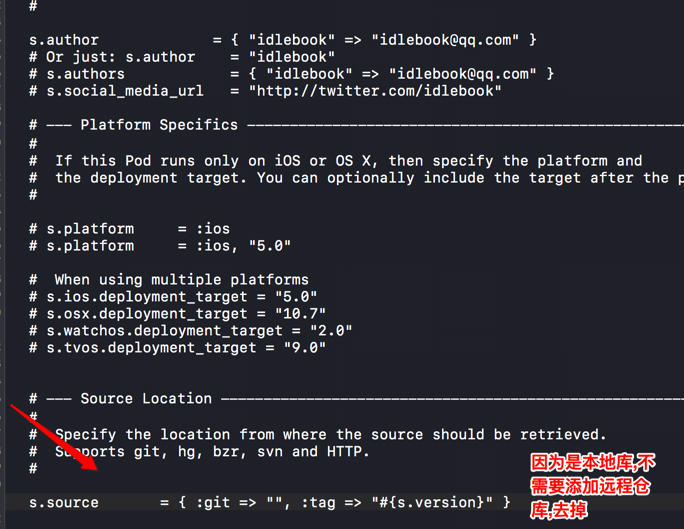 #
s.author = { "idlebook" => "idlebook@qq.com" }
# Or just: s.author = "idlebook"
# s.authors = { "idlebook" => "idlebook@qq.com" }
# s.social_media_url = "http://twitter.com/idlebook"
# ––– Platform Specifics –––––––––––––––––––––––––––––––––––––––––––––––––––
#
# If this Pod runs only on iOS or OS X, then specify the platform and
# the deployment target. You can optionally include the target after the p
#
# s.platform = :ios
# s.platform = :ios, "5.0"
# When using multiple platforms
# s.ios.deployment_target = "5.0"
# s.osx.deployment_target = "10.7"
# s.watchos.deployment_target = "2.0"
# s.tvos.deployment_target = "9.0"
# ––– Source Location ––––––––––––––––––––––––––––––––––––––––––––––––––––––
#
# Specify the location from where the source should be retrieved.
# Supports git, hg, bzr, svn and HTTP.
#
s.source = { :git => "", :tag => "#{s.version}" }
因为是本地库,不
需要添加远程仓
库,去掉